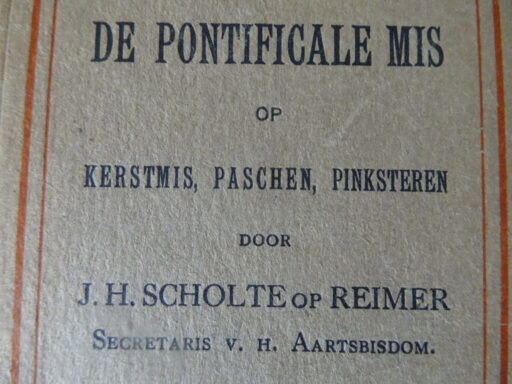 DE PONTIFICALE MIS
OP
KERSTMIS, PASCHEN, PINKSTEREN
DOOR
J. H. SCHOLTE OP REIMER
SECRETARIS V. H. AARTSBISDOM.